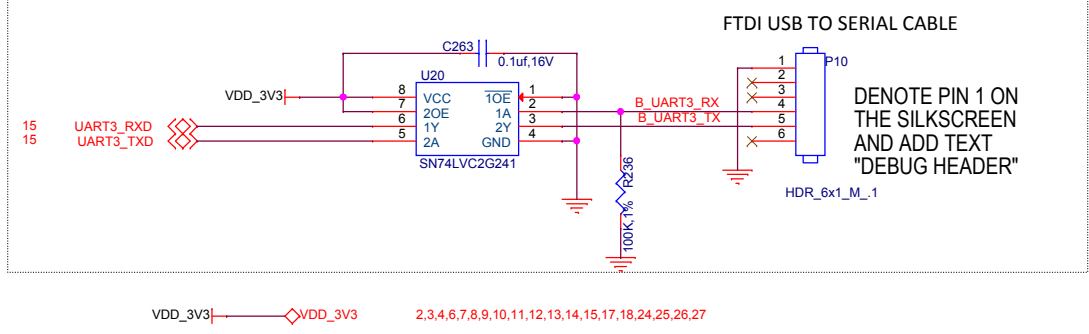 FTDI USB TO SERIAL CABLE
C263
0.1uf,16V
U20
P10
VDD_3V3
8 VCC 1OE 1
7 2OE 1A 2 B_UART3_RX
6 1Y 2Y 3 B_UART3_TX
5 2A GND 4
SN74LVC2G241
15 UART3_RXD
15 UART3_TXD
1
2
3
4
5
6
DENOTE PIN 1 ON
THE SILKSCREEN
AND ADD TEXT
"DEBUG HEADER"
HDR_6x1_M_.1
R236
100K,1%
VDD_3V3 VDD_3V3 2,3,4,6,7,8,9,10,11,12,13,14,15,17,18,24,25,26,27